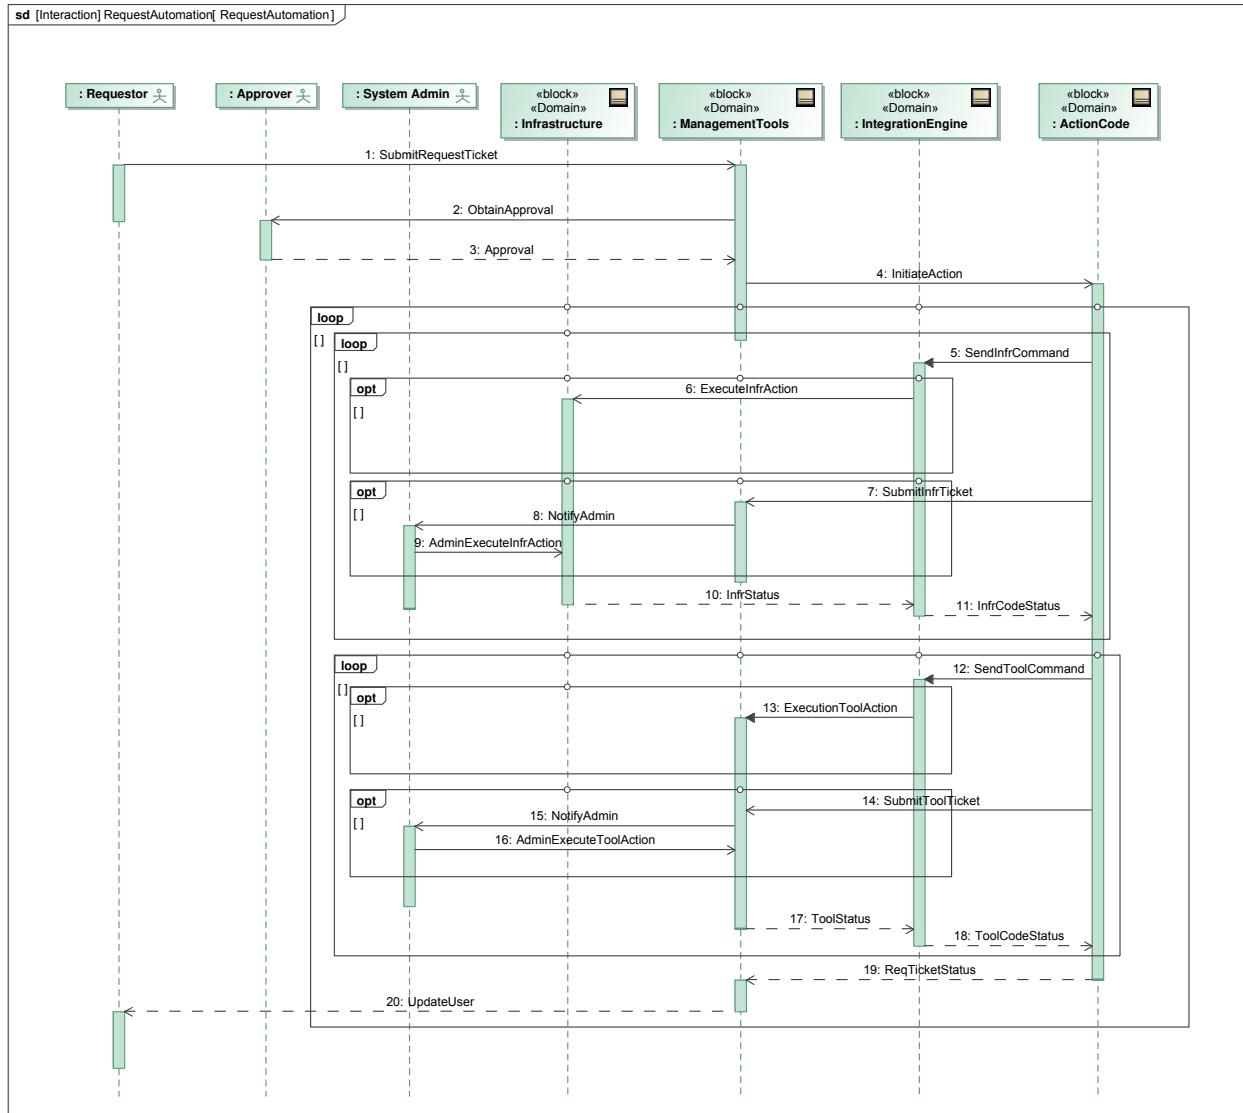 sd [Interaction] RequestAutomation[ RequestAutomation ]
: Requestor
: Approver
: System Admin
«block»
«Domain»
: Infrastructure
«block»
«Domain»
: ManagementTools
«block»
«Domain»
: IntegrationEngine
«block»
«Domain»
: ActionCode
1: SubmitRequestTicket
2: ObtainApproval
3: Approval
4: InitiateAction
loop
[ ]
loop
[ ]
5: SendInfrCommand
opt
[ ]
6: ExecuteInfrAction
opt
[ ]
7: SubmitInfrTicket
8: NotifyAdmin
9: AdminExecuteInfrAction
10: InfrStatus
11: InfrCodeStatus
loop
[ ]
12: SendToolCommand
opt
[ ]
13: ExecutionToolAction
opt
[ ]
14: SubmitToolTicket
15: NotifyAdmin
16: AdminExecuteToolAction
17: ToolStatus
18: ToolCodeStatus
19: ReqTicketStatus
20: UpdateUser